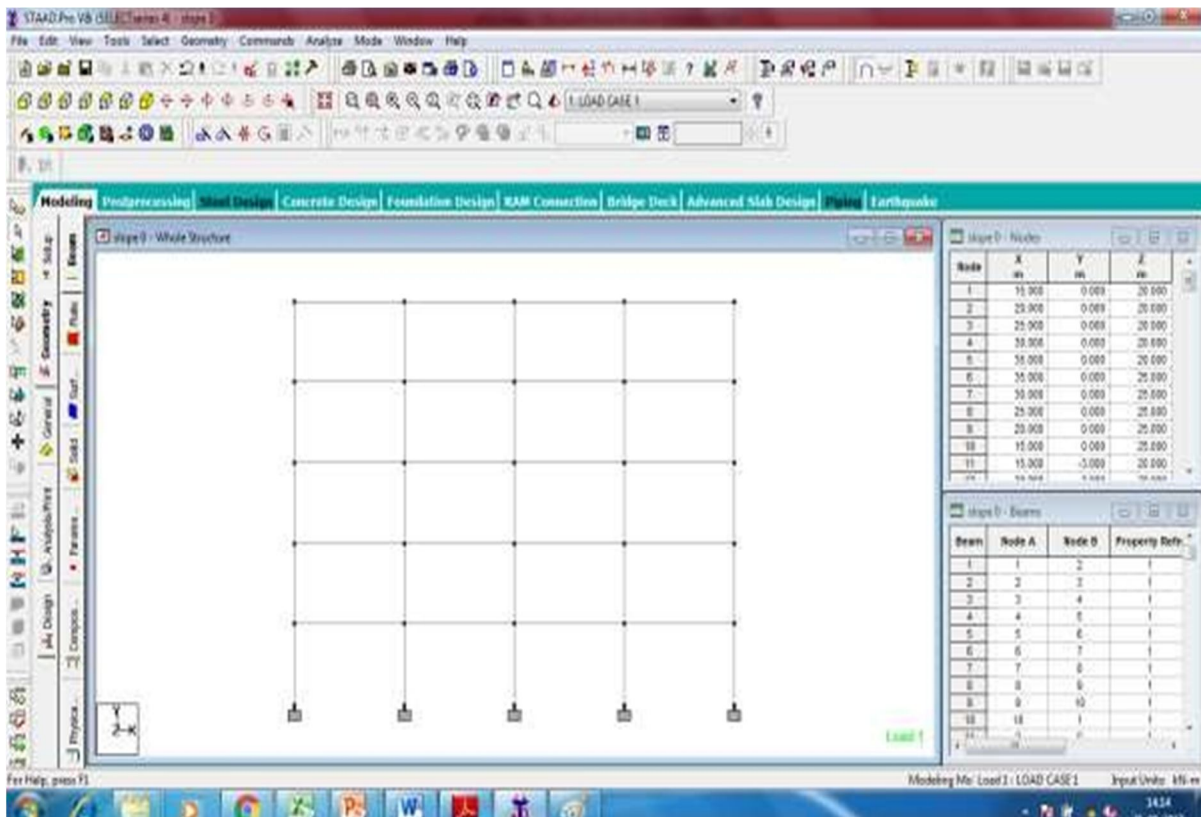 STAAD.Pro V8i (SELECTseries 4) - slope 0
File Edit View Tools Select Geometry Commands Analyze Mode Window Help
1: LOAD CASE 1
Modeling Postprocessing Steel Design Concrete Design Foundation Design RAM Connection Bridge Deck Advanced Slab Design Piping Earthquake
Setup
Geometry
General
Analysis/Print
Design
Beam
Plate
Surf...
Solid
Parame...
Compos...
Physica...
slope 0 - Whole Structure
Y
Z X
Load 1
slope 0 - Nodes
Node X m Y m Z m
1 15.000 0.000 20.000
2 20.000 0.000 20.000
3 25.000 0.000 20.000
4 30.000 0.000 20.000
5 35.000 0.000 20.000
6 35.000 0.000 25.000
7 30.000 0.000 25.000
8 25.000 0.000 25.000
9 20.000 0.000 25.000
10 15.000 0.000 25.000
11 15.000 -3.000 20.000
slope 0 - Beams
Beam Node A Node B Property Refn
1 1 2 1
2 2 3 1
3 3 4 1
4 4 5 1
5 5 6 1
6 6 7 1
7 7 8 1
8 8 9 1
9 9 10 1
10 10 1 1
For Help, press F1
Modeling Mo Load 1 : LOAD CASE 1 Input Units: kN-m
14:14